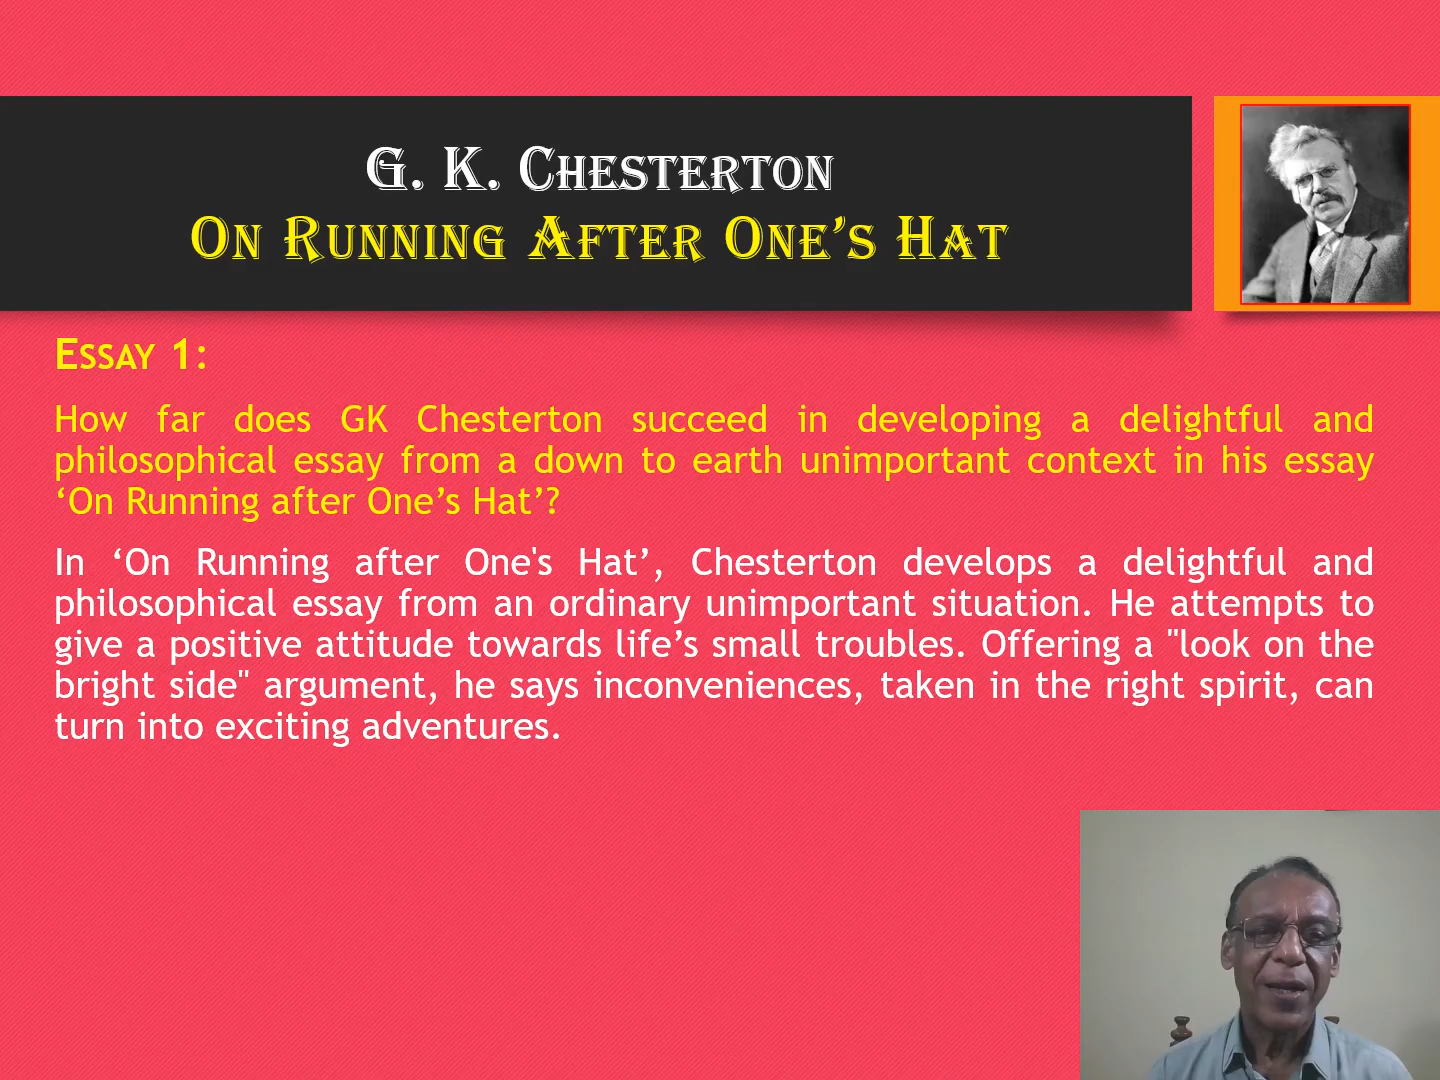 G. K. Chesterton
On Running After One’s Hat
Essay 1:
How far does GK Chesterton succeed in developing a delightful and
philosophical essay from a down to earth unimportant context in his essay
‘On Running after One’s Hat’?
In ‘On Running after One's Hat’, Chesterton develops a delightful and
philosophical essay from an ordinary unimportant situation. He attempts to
give a positive attitude towards life’s small troubles. Offering a "look on the
bright side" argument, he says inconveniences, taken in the right spirit, can
turn into exciting adventures.